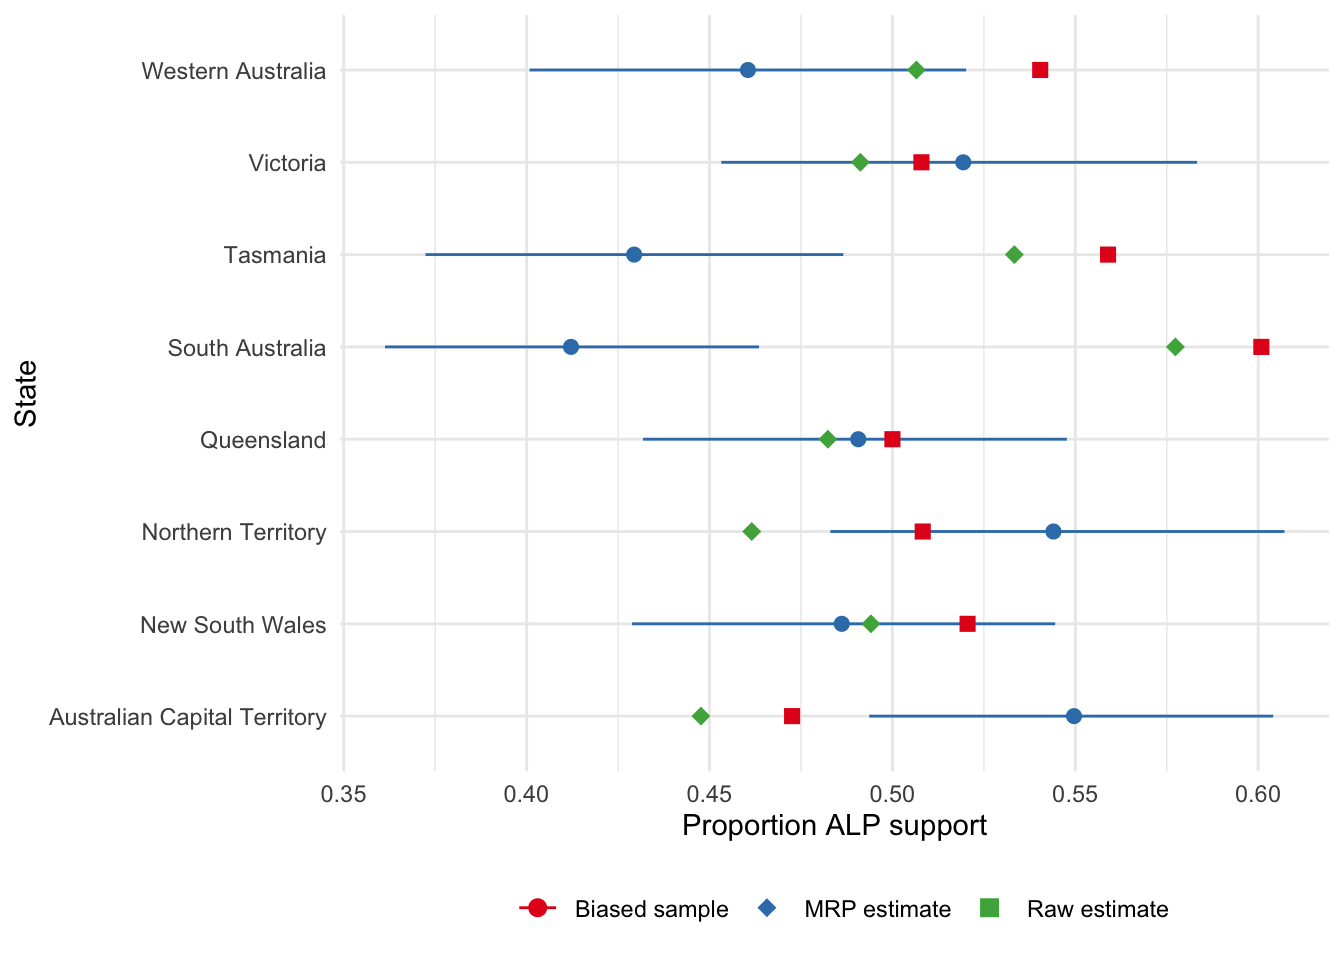 Western Australia
Victoria
Tasmania
South Australia
Queensland
Northern Territory
New South Wales
Australian Capital Territory
State
0.35 0.40 0.45 0.50 0.55 0.60
Proportion ALP support
Biased sample MRP estimate Raw estimate